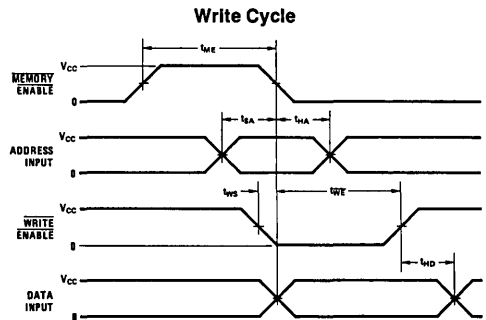 Write Cycle
tME
VCC
MEMORY
ENABLE
0
tSA
tHA
VCC
ADDRESS
INPUT
0
tWS
tWE
VCC
WRITE
ENABLE
0
tHD
VCC
DATA
INPUT
0